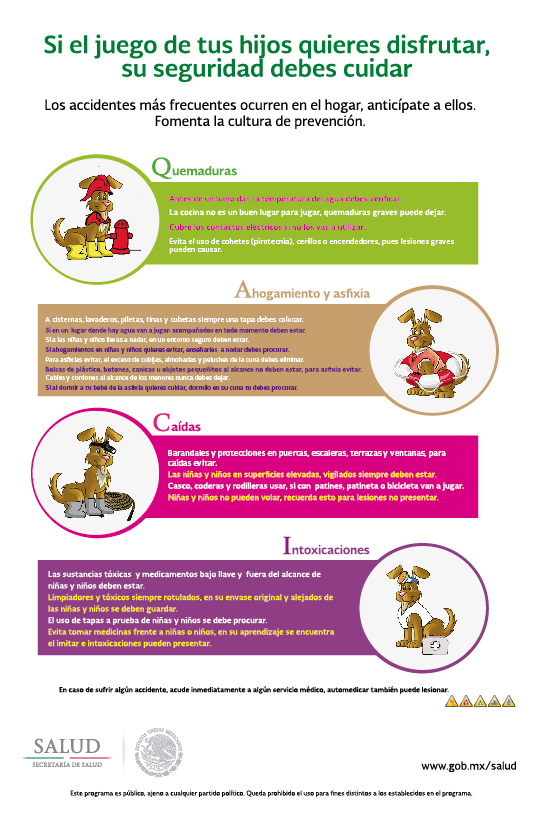 Si el juego de tus hijos quieres disfrutar,
su seguridad debes cuidar
Los accidentes más frecuentes ocurren en el hogar, anticípate a ellos.
Fomenta la cultura de prevención.
Quemaduras
Antes de un baño dar, la temperatura del agua debes verificar.
La cocina no es un buen lugar para jugar, quemaduras graves puede dejar.
Cubre los contactos eléctricos si no los vas a utilizar.
Evita el uso de cohetes (pirotecnia), cerillos o encendedores, pues lesiones graves
pueden causar.
Ahogamiento y asfixia
A cisternas, lavaderos, piletas, tinas y cubetas siempre una tapa debes colocar.
Si en un lugar donde hay agua van a jugar acompañados en todo momento deben estar.
Si a las niñas y niños llevas a nadar, en un entorno seguro deben estar.
Si ahogamientos en niñas y niños quieres evitar, enseñarles a nadar debes procurar.
Para asfixias evitar, el exceso de cobijas, almohadas y peluches de la cuna debes eliminar.
Bolsas de plástico, botones, canicas u objetos pequeñitos al alcance no deben estar, para asfixia evitar.
Cables y cordones al alcance de los menores nunca debes dejar.
Si al dormir a tu bebé de la asfixia quieres cuidar, dormilo en su cuna tu debes procurar.
Caídas
Barandales y protecciones en puertas, escaleras, terrazas y ventanas, para
caídas evitar.
Las niñas y niños en superficies elevadas, vigilados siempre deben estar.
Casco, coderas y rodilleras usar, si con patines, patineta o bicicleta van a jugar.
Niñas y niños no pueden volar, recuerda esto para lesiones no presentar.
Intoxicaciones
Las sustancias tóxicas y medicamentos bajo llave y fuera del alcance de
niñas y niños deben estar.
Limpiadores y tóxicos siempre rotulados, en su envase original y alejados de
las niñas y niños se deben guardar.
El uso de tapas a prueba de niñas y niños se debe procurar.
Evita tomar medicinas frente a niñas o niños, en su aprendizaje se encuentra
el imitar e intoxicaciones pueden presentar.
En caso de sufrir algún accidente, acude inmediatamente a algún servicio médico, automedicar también puede lesionar.
SALUD
SECRETARÍA DE SALUD
ESTADOS UNIDOS MEXICANOS
www.gob.mx/salud
Este programa es público, ajeno a cualquier partido político. Queda prohibido el uso para fines distintos a los establecidos en el programa.